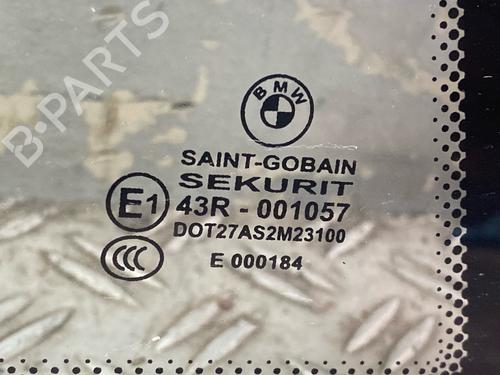 B-PARTS
BMW
SAINT-GOBAIN
SEKURIT
E1 43R - 001057
DOT27AS2M23100
CCC E 000184